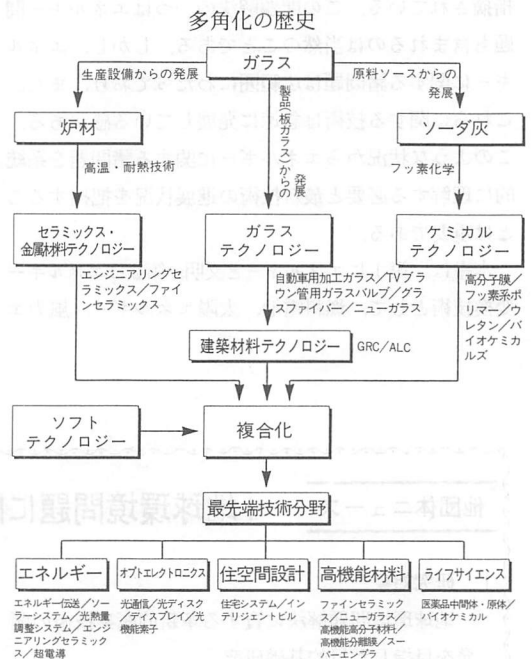 多角化の歴史
ガラス
生産設備からの発展
原料ソースからの
発展
製品(板ガラス)からの
発展
炉材
ソーダ灰
高温・耐熱技術
フッ素化学
セラミックス・
金属材料テクノロジー
ガラス
テクノロジー
ケミカル
テクノロジー
エンジニアリングセ
ラミックス/ファイ
ンセラミックス
自動車用加工ガラス/TVブラ
ウン管用ガラスバルブ/グラ
スファイバー/ニューガラス
高分子膜/
フッ素系ポ
リマー/ウ
レタン/バ
イオケミカ
ルズ
建築材料テクノロジー
GRC/ALC
ソフト
テクノロジー
複合化
最先端技術分野
エネルギー
オプトエレクトロニクス
住空間設計
高機能材料
ライフサイエンス
エネルギー伝送/ソー
ラーシステム/光熱量
調整システム/エンジ
ニアリングセラミック
ス/超電導
光通信/光ディスク
/ディスプレイ/光
機能素子
住宅システム/イン
テリジェントビル
ファインセラミック
ス/ニューガラス/
高機能高分子材料/
高機能分離膜/スー
パーエンプラ
医薬品中間体・原体/
バイオケミカル